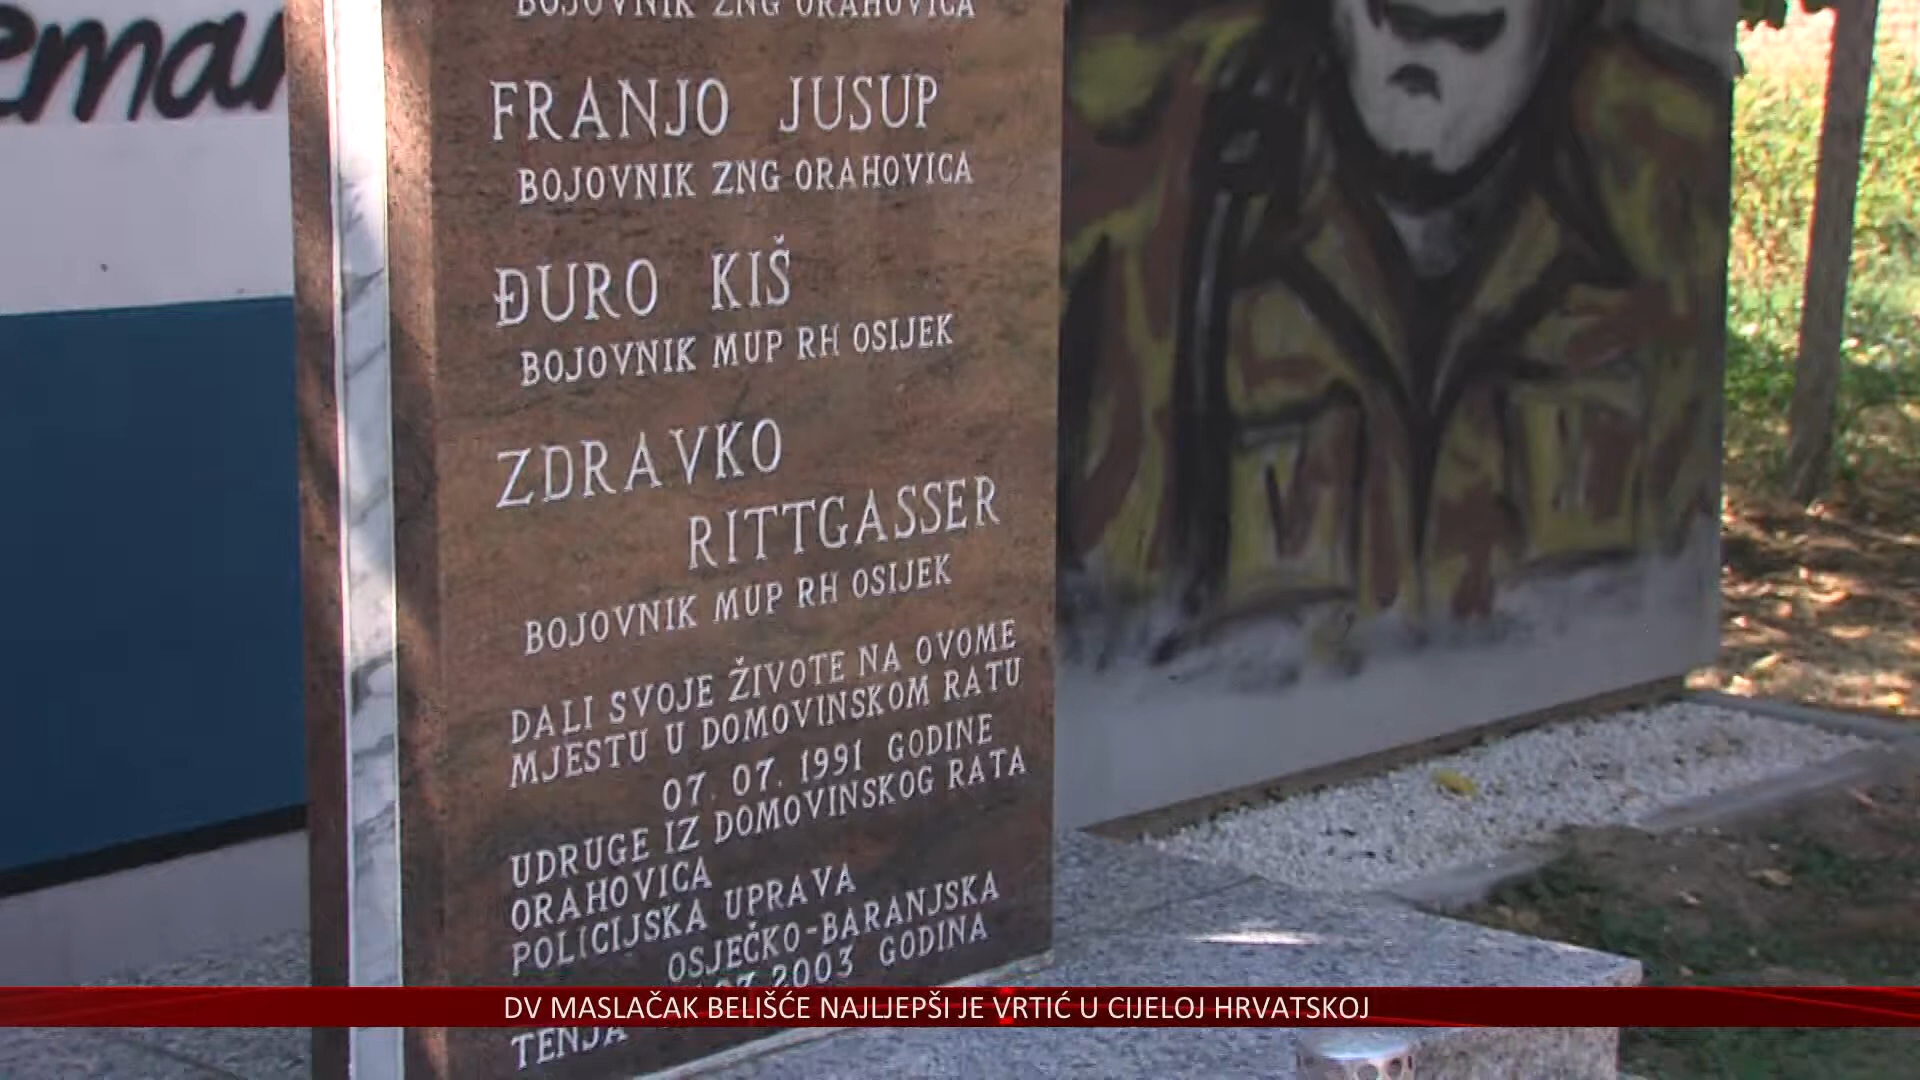 BOJOVNIK ZNG ORAHOVICA
FRANJO JUSUP
BOJOVNIK ZNG ORAHOVICA
ĐURO KIŠ
BOJOVNIK MUP RH OSIJEK
ZDRAVKO
RITTGASSER
BOJOVNIK MUP RH OSIJEK
DALI SVOJE ŽIVOTE NA OVOME
MJESTU U DOMOVINSKOM RATU
07. 07. 1991 GODINE
UDRUGE IZ DOMOVINSKOG RATA
ORAHOVICA
POLICIJSKA UPRAVA
OSJEČKO-BARANJSKA
2003 GODINA
TENJA
DV MASLAČAK BELIŠĆE NAJLJEPŠI JE VRTIĆ U CIJELOJ HRVATSKOJ